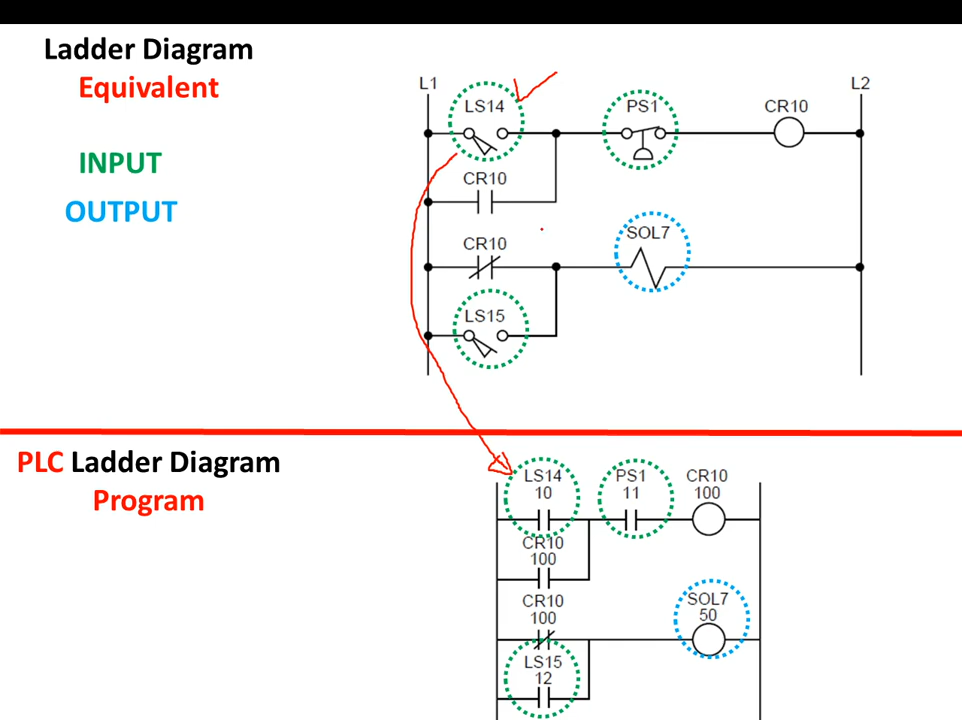 Ladder Diagram
Equivalent
INPUT
OUTPUT
L1
L2
LS14
PS1
CR10
CR10
CR10
SOL7
LS15
PLC Ladder Diagram
Program
LS14
10
PS1
11
CR10
100
CR10
100
CR10
100
SOL7
50
LS15
12